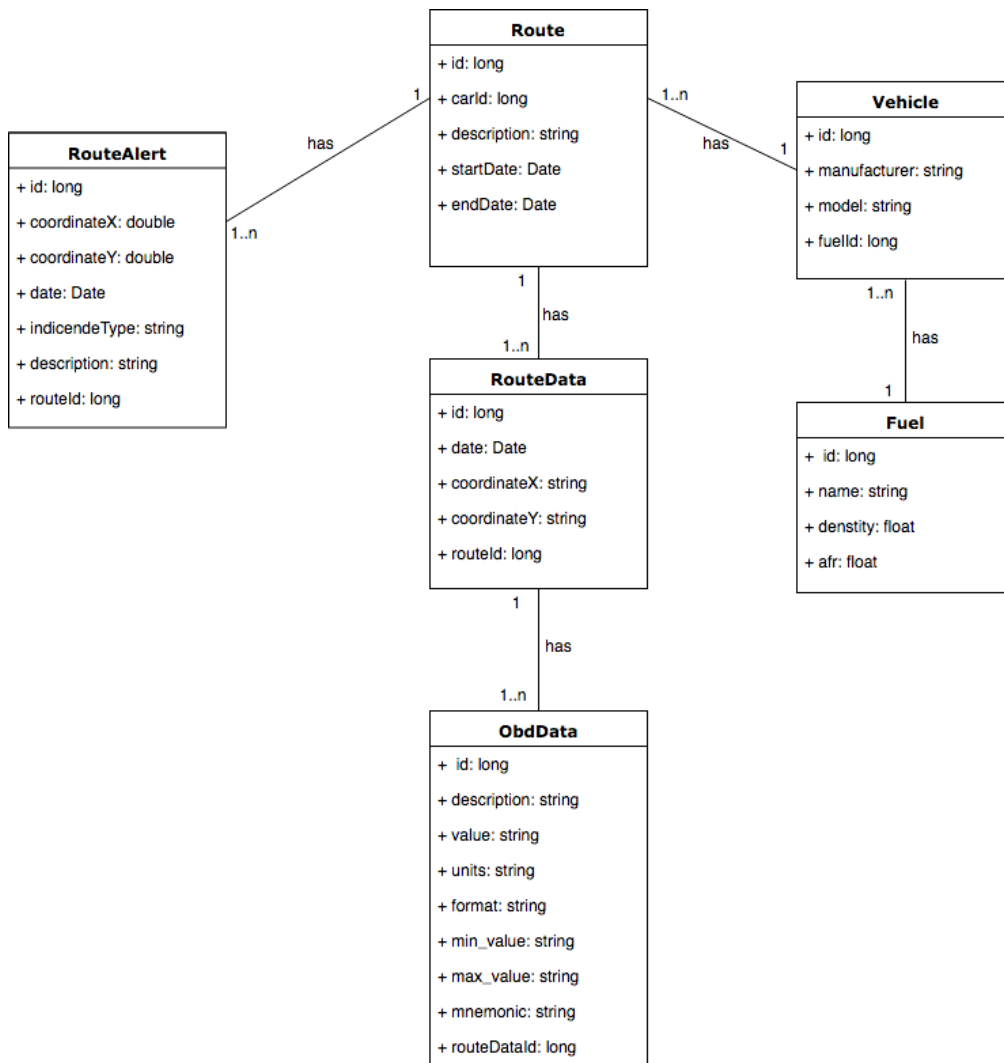 Route
+ id: long
+ carId: long
+ description: string
+ startDate: Date
+ endDate: Date
1
has
1..n
RouteAlert
+ id: long
+ coordinateX: double
+ coordinateY: double
+ date: Date
+ indicendeType: string
+ description: string
+ routeId: long
1..n
has
1
Vehicle
+ id: long
+ manufacturer: string
+ model: string
+ fuelId: long
1
has
1..n
RouteData
+ id: long
+ date: Date
+ coordinateX: string
+ coordinateY: string
+ routeId: long
1..n
has
1
Fuel
+ id: long
+ name: string
+ denstity: float
+ afr: float
1
has
1..n
ObdData
+ id: long
+ description: string
+ value: string
+ units: string
+ format: string
+ min_value: string
+ max_value: string
+ mnemonic: string
+ routeDataId: long